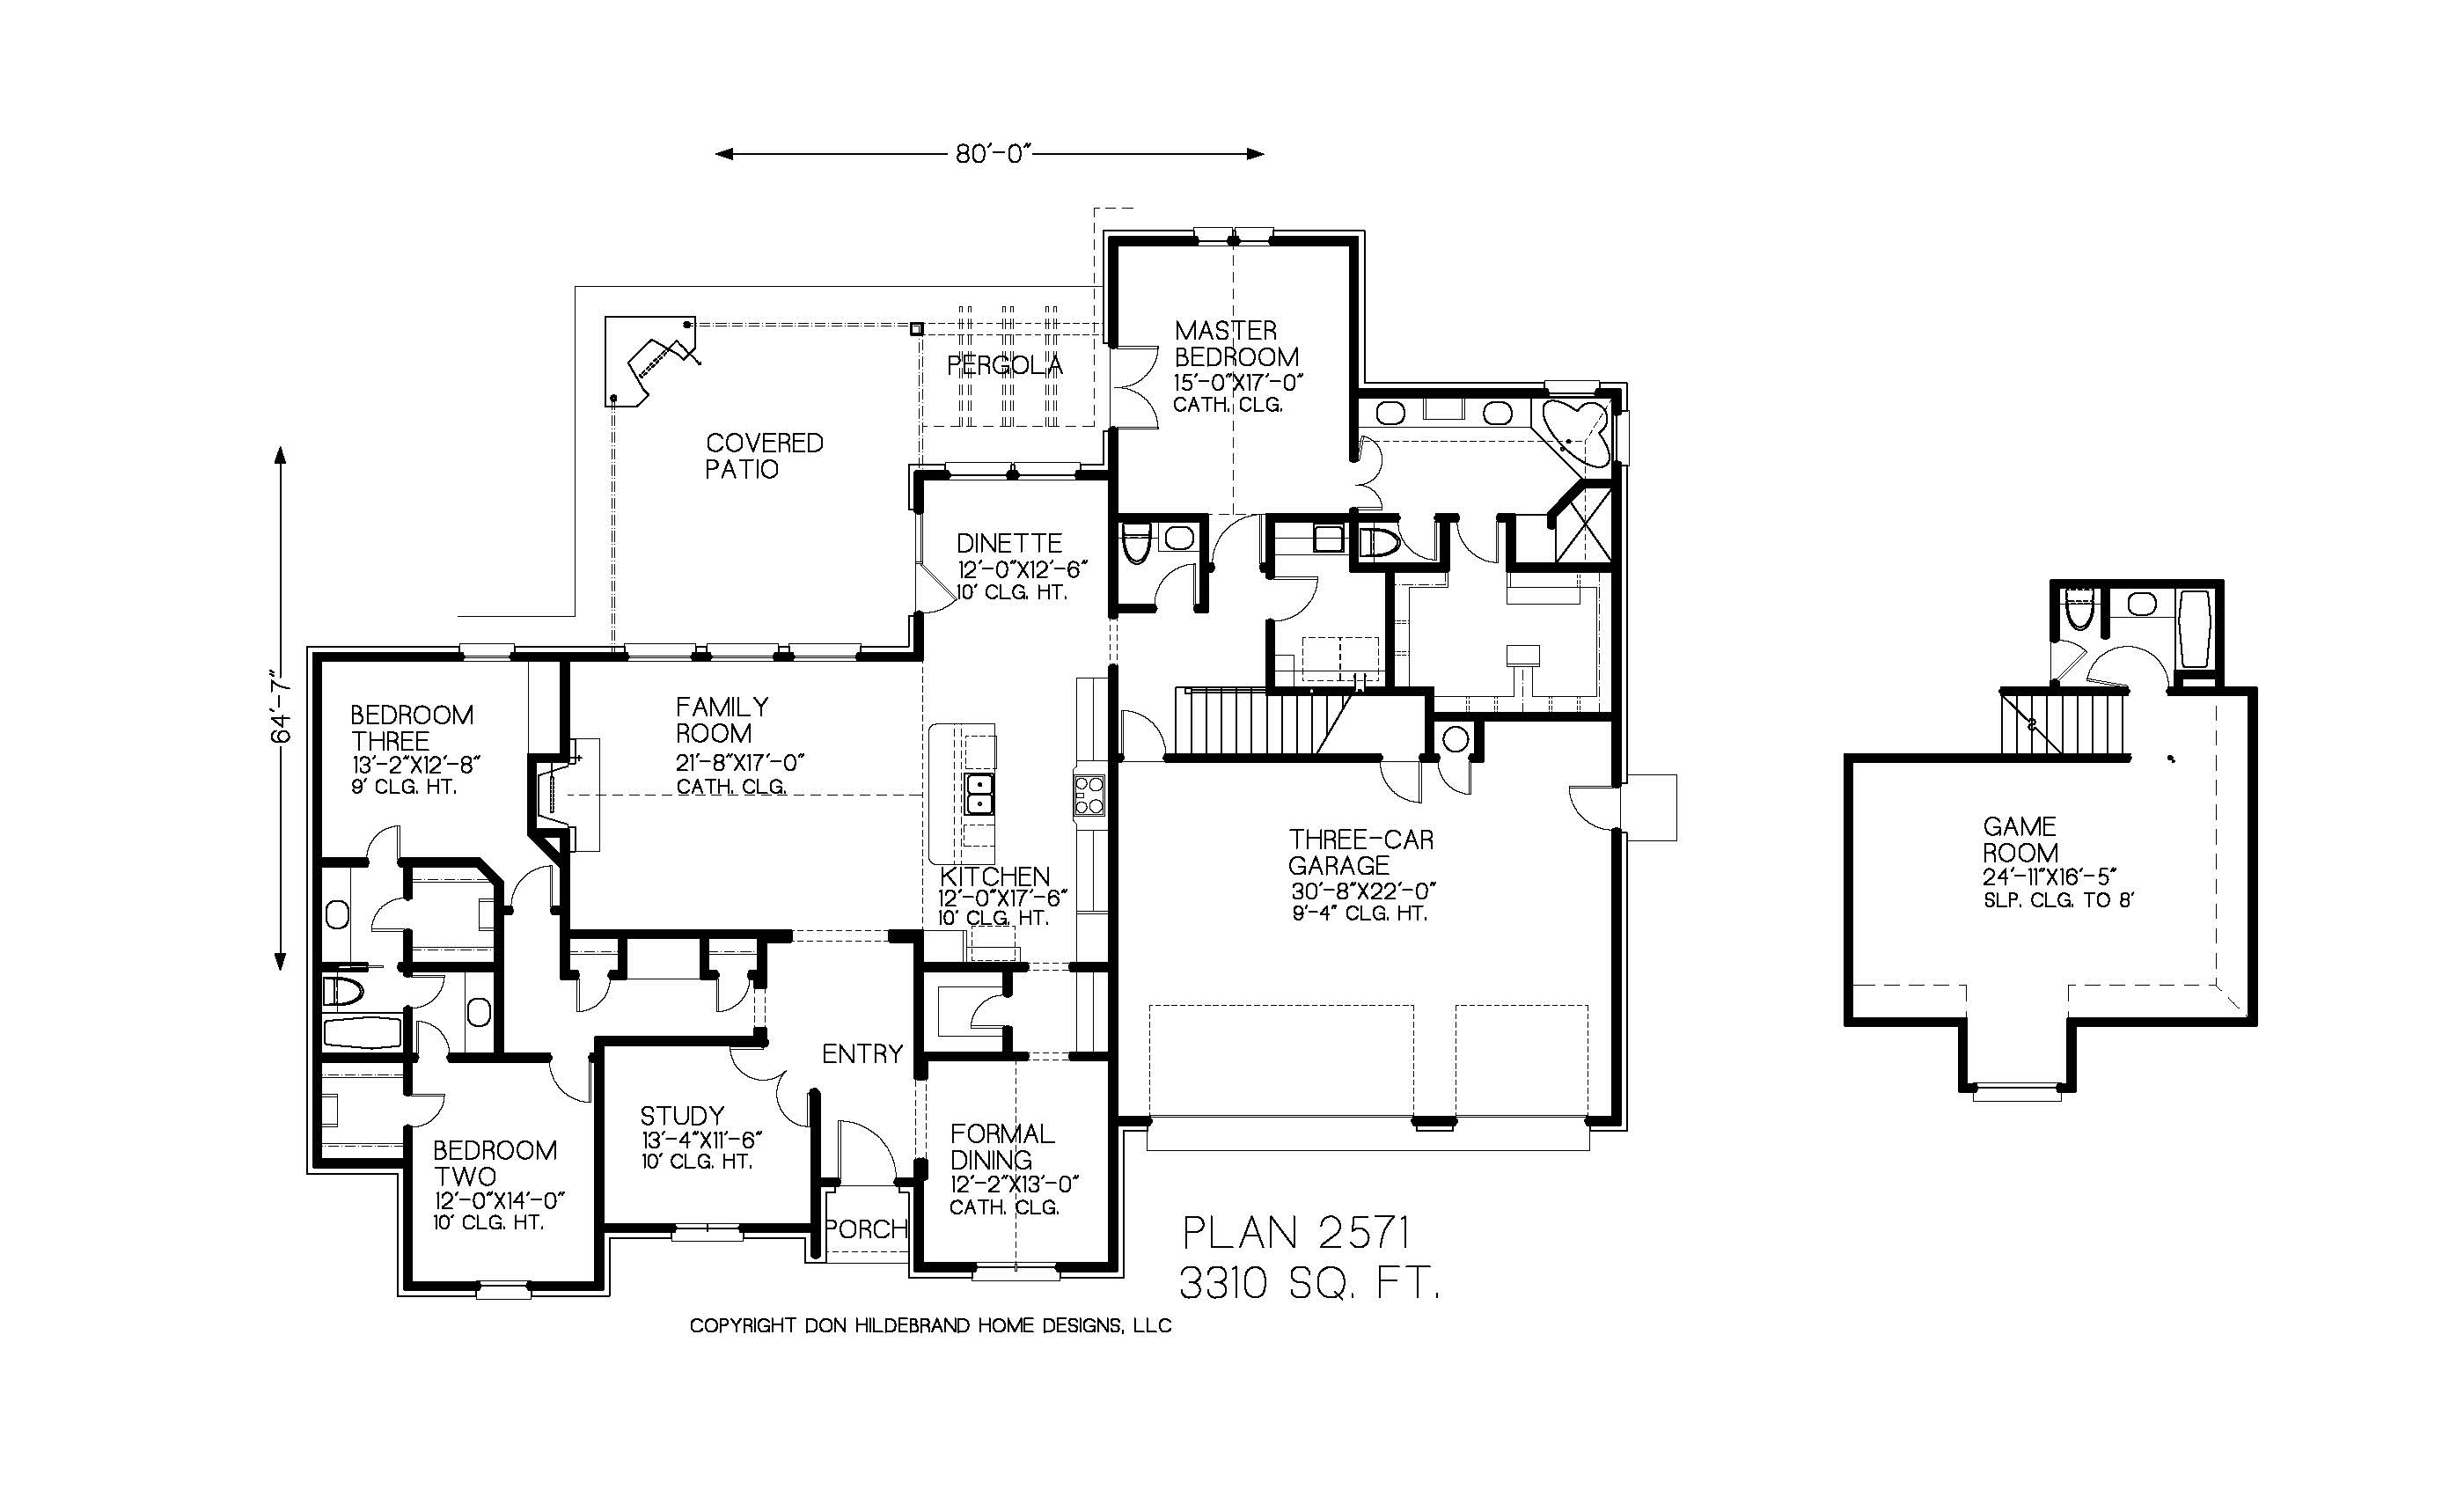 80'-0"
MASTER
BEDROOM
15'-0"X17'-0"
CATH. CLG.
PERGOLA
COVERED
PATIO
DINETTE
12'-0"X12'-6"
10' CLG. HT.
64'-7"
BEDROOM
THREE
13'-2"X12'-8"
9' CLG. HT.
FAMILY
ROOM
21'-8"X17'-0"
CATH. CLG.
KITCHEN
12'-0"X17'-6"
10' CLG. HT.
THREE-CAR
GARAGE
30'-8"X22'-0"
9'-4" CLG. HT.
GAME
ROOM
24'-11"X16'-5"
SLP. CLG. TO 8'
ENTRY
STUDY
13'-4"X11'-6"
10' CLG. HT.
BEDROOM
TWO
12'-0"X14'-0"
10' CLG. HT.
FORMAL
DINING
12'-2"X13'-0"
CATH. CLG.
PORCH
PLAN 2571
3310 SQ. FT.
COPYRIGHT DON HILDEBRAND HOME DESIGNS, LLC